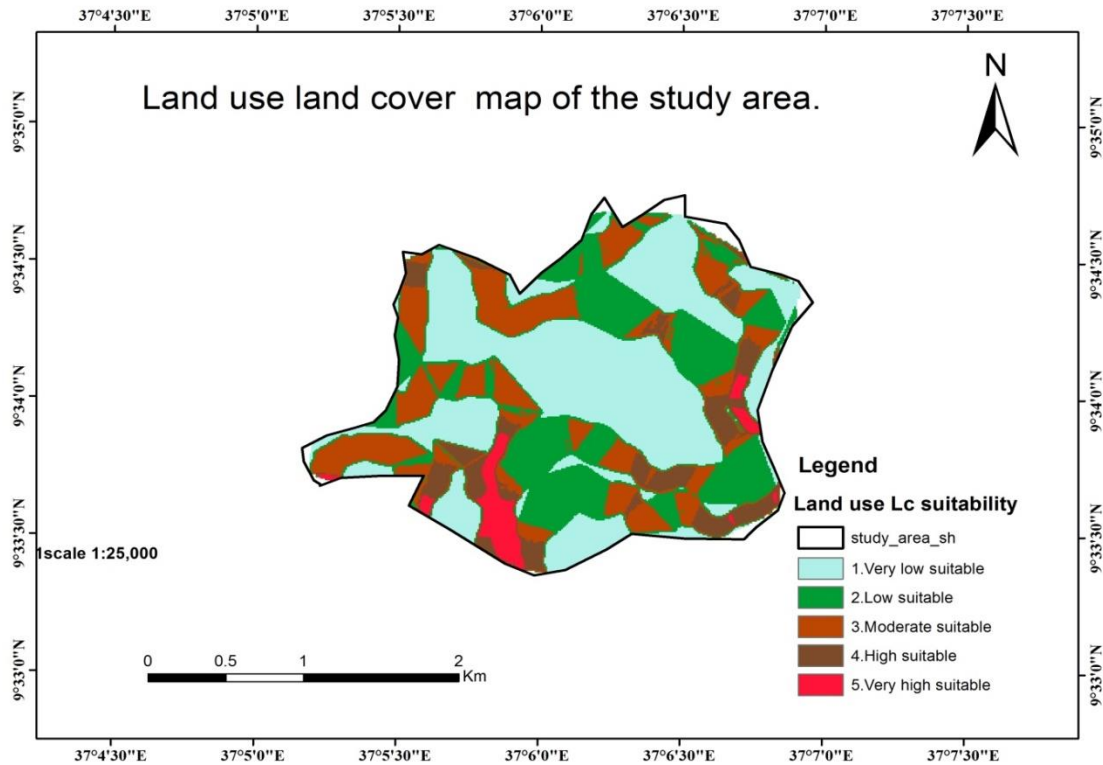 37°4'30"E 37°5'0"E 37°5'30"E 37°6'0"E 37°6'30"E 37°7'0"E 37°7'30"E
N
Land use land cover map of the study area.
9°35'0"N 9°35'0"N
9°34'30"N 9°34'30"N
9°34'0"N 9°34'0"N
Legend
Land use Lc suitability
9°33'30"N 9°33'30"N
1scale 1:25,000
study_area_sh
1.Very low suitable
2.Low suitable
3.Moderate suitable
4.High suitable
5.Very high suitable
0 0.5 1 2
Km
9°33'0"N 9°33'0"N
37°4'30"E 37°5'0"E 37°5'30"E 37°6'0"E 37°6'30"E 37°7'0"E 37°7'30"E